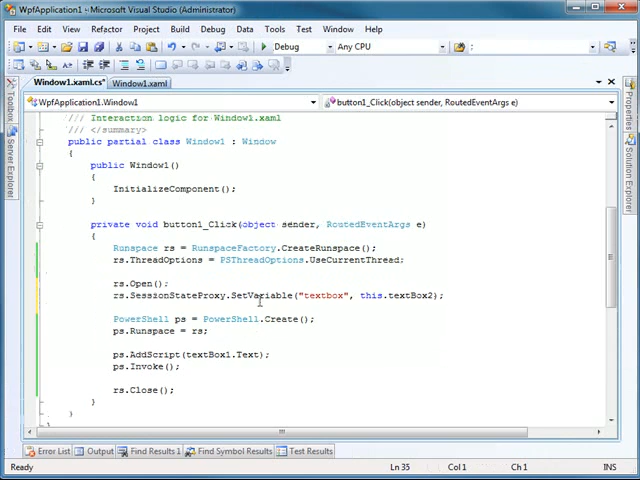 WpfApplication1 - Microsoft Visual Studio (Administrator)
File Edit View Refactor Project Build Debug Data Tools Test Window Help
Debug Any CPU
Window1.xaml.cs* Window1.xaml
WpfApplication1.Window1 button1_Click(object sender, RoutedEventArgs e)
Toolbox
Server Explorer
Properties
Solution Explorer
/// Interaction logic for Window1.xaml
/// </summary>
public partial class Window1 : Window
{
public Window1()
{
InitializeComponent();
}
private void button1_Click(object sender, RoutedEventArgs e)
{
Runspace rs = RunspaceFactory.CreateRunspace();
rs.ThreadOptions = PSThreadOptions.UseCurrentThread;
rs.Open();
rs.SessionStateProxy.SetVariable("textbox", this.textBox2);
PowerShell ps = PowerShell.Create();
ps.Runspace = rs;
ps.AddScript(textBox1.Text);
ps.Invoke();
rs.Close();
}
}
Error List Output Find Results 1 Find Symbol Results Test Results
Ready Ln 35 Col 1 Ch 1 INS